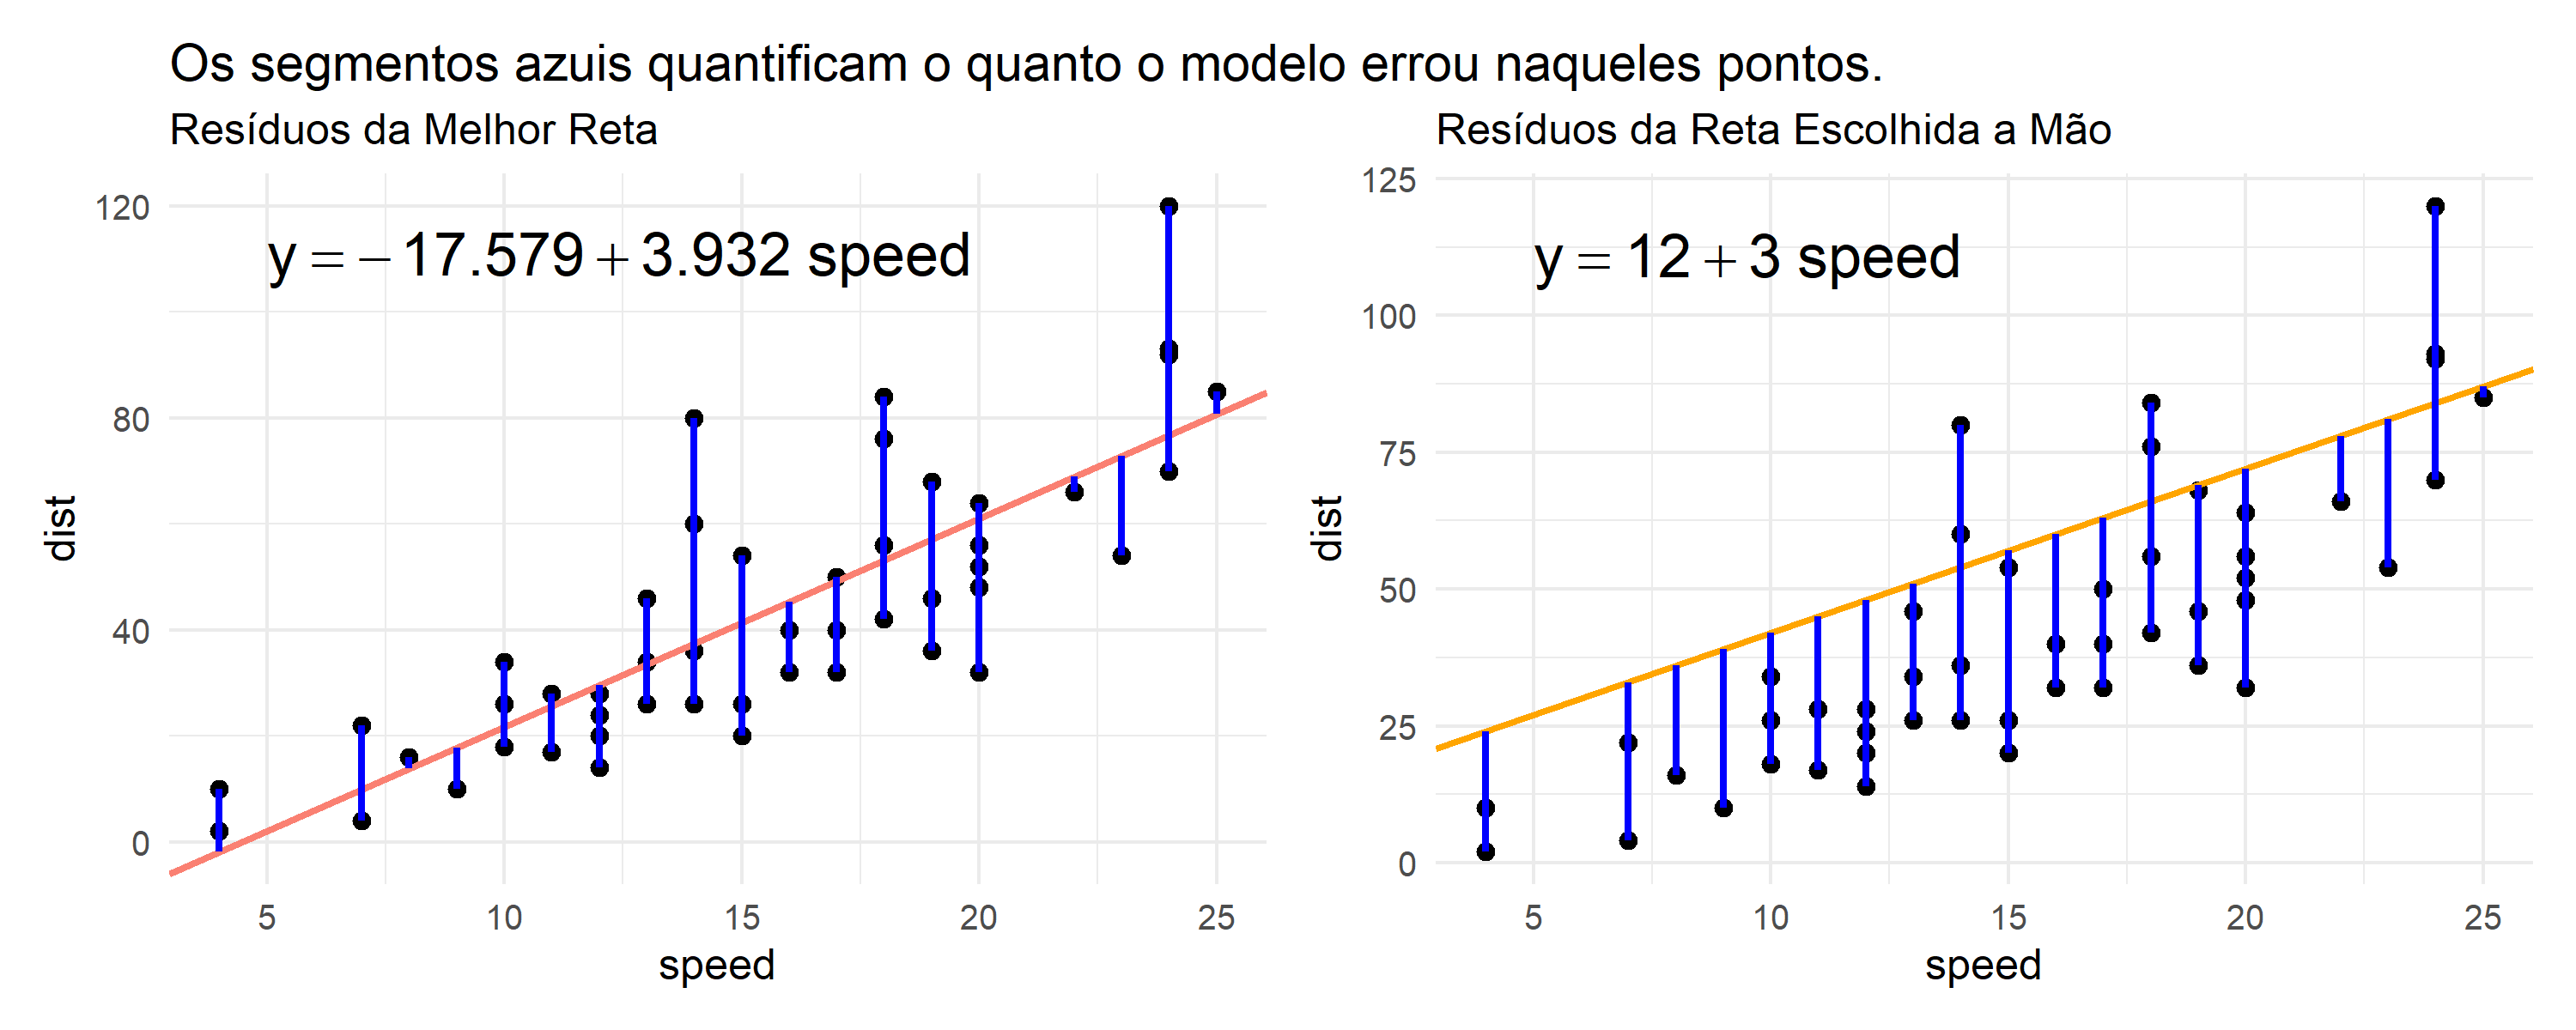 Os segmentos azuis quantificam o quanto o modelo errou naqueles pontos.
Resíduos da Melhor Reta
120
80
40
0
y = − 17.579 + 3.932 speed
dist
5 10 15 20 25
speed
Resíduos da Reta Escolhida a Mão
125
100
75
50
25
0
y = 12 + 3 speed
dist
5 10 15 20 25
speed